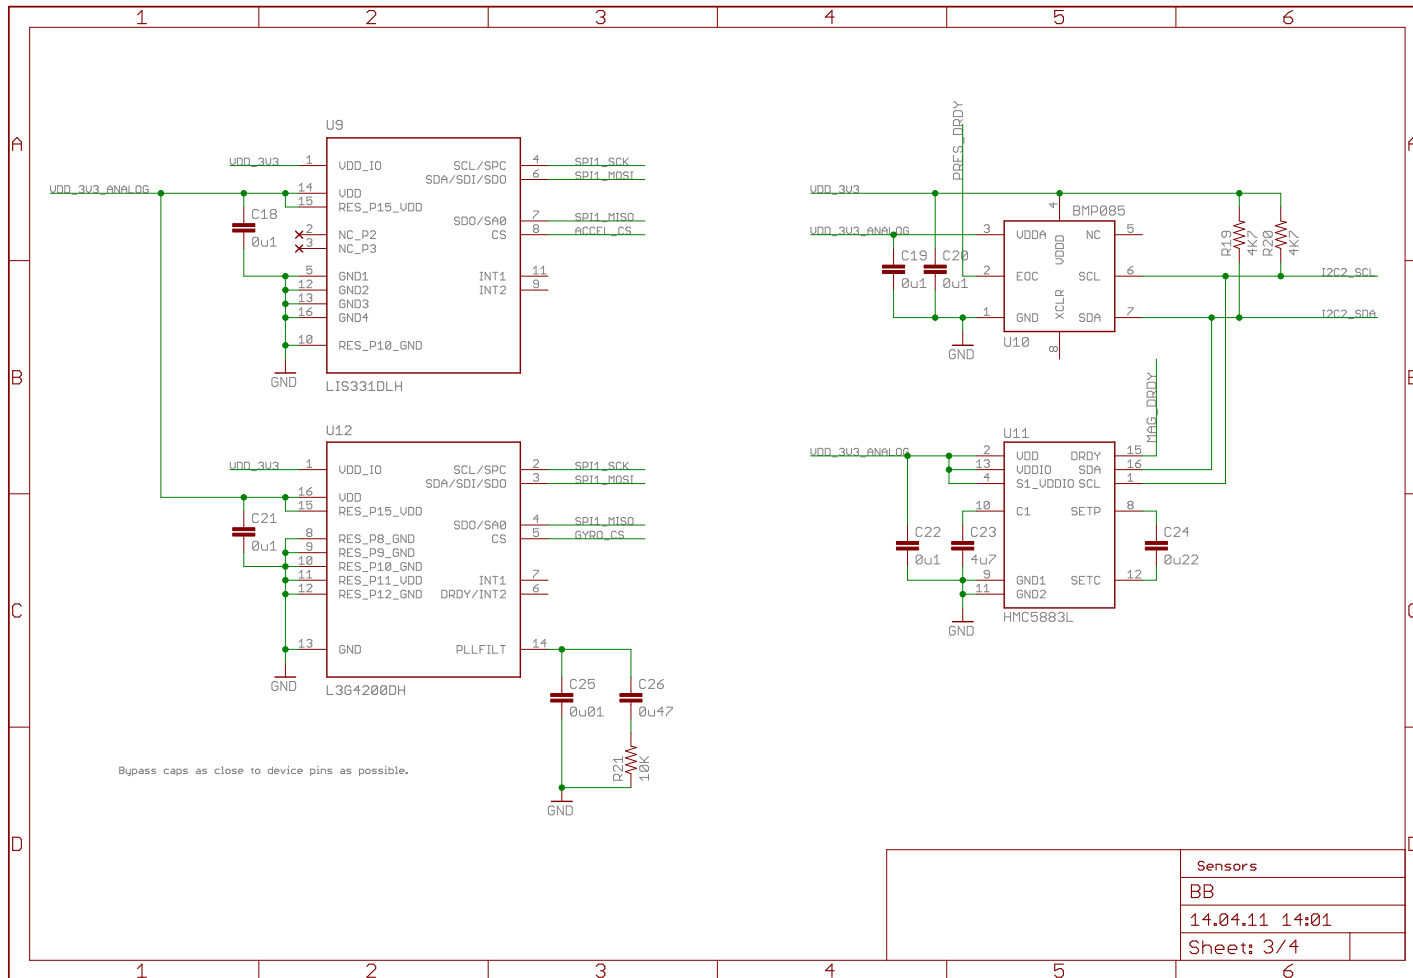 1 2 3 4 5 6
A
B
C
D
U9
VDD_3V3 1 VDD_IO SCL/SPC 4 SPI1_SCK
SDA/SDI/SDO 6 SPI1_MOSI
VDD_3V3_ANALOG 14 VDD
15 RES_P15_VDD
C18
0u1
SDO/SA0 7 SPI1_MISO
2 NC_P2 CS 8 ACCEL_CS
3 NC_P3
5 GND1 INT1 11
12 GND2 INT2 9
13 GND3
16 GND4
10 RES_P10_GND
GND
LIS331DLH
U12
VDD_3V3 1 VDD_IO SCL/SPC 2 SPI1_SCK
SDA/SDI/SDO 3 SPI1_MOSI
16 VDD
15 RES_P15_VDD
C21
0u1
SDO/SA0 4 SPI1_MISO
8 RES_P8_GND CS 5 GYRO_CS
9 RES_P9_GND
10 RES_P10_GND
11 RES_P11_VDD INT1 7
12 RES_P12_GND DRDY/INT2 6
13 GND PLLFILT 14
GND
L3G4200DH
C25
0u01
C26
0u47
R21
10K
GND
Bypass caps as close to device pins as possible.
PRES_DRDY
VDD_3V3
4
BMP085
VDD_3V3_ANALOG 3 VDDA VDDD NC 5
R19
4K7
R20
4K7
C19
0u1
C20
0u1
2 EOC SCL 6 I2C2_SCL
1 GND XCLR SDA 7 I2C2_SDA
GND
U10
8
MAG_DRDY
U11
VDD_3V3_ANALOG 2 VDD DRDY 15
13 VDDIO SDA 16
4 S1_VDDIO SCL 1
10 C1 SETP 8
C22
0u1
C23
4u7
C24
0u22
9 GND1 SETC 12
11 GND2
GND
HMC5883L
Sensors
BB
14.04.11 14:01
Sheet: 3/4
1 2 3 4 5 6